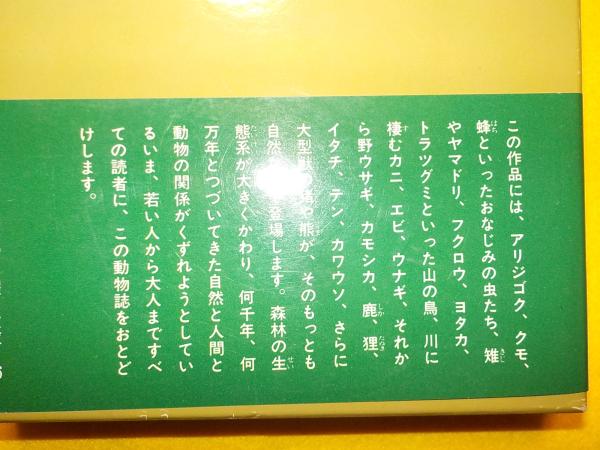 この作品には、アリジゴク、クモ、
蜂といったおなじみの虫たち、雉
やヤマドリ、フクロウ、ヨタカ、
トラツグミといった山の鳥、川に
棲むカニ、エビ、ウナギ、それか
ら野ウサギ、カモシカ、鹿、狸、
イタチ、テン、カワウソ、さらに
大型獣の猪や熊が、そのもっとも
自然 登場します。森林の生
態系が大きくかわり、何千年、何
万年とつづいてきた自然と人間と
動物の関係がくずれようとしてい
るいま、若い人から大人まですべ
ての読者に、この動物誌をおとど
けします。